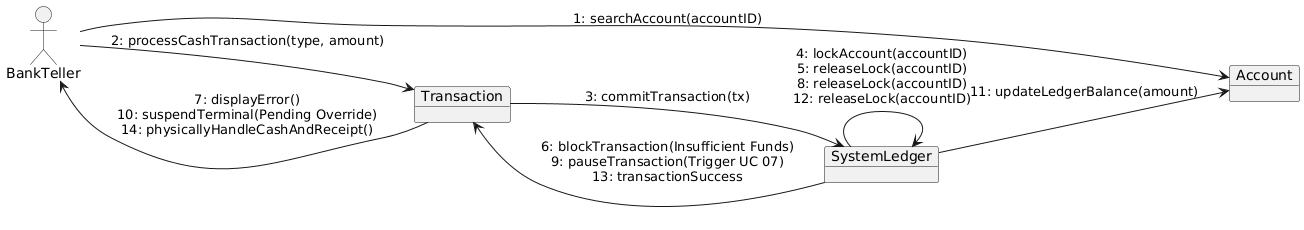 1: searchAccount(accountID)
2: processCashTransaction(type, amount)
BankTeller
4: lockAccount(accountID)
5: releaseLock(accountID)
8: releaseLock(accountID)
12: releaseLock(accountID)
Account
11: updateLedgerBalance(amount)
Transaction
3: commitTransaction(tx)
7: displayError()
10: suspendTerminal(Pending Override)
14: physicallyHandleCashAndReceipt()
6: blockTransaction(Insufficient Funds)
9: pauseTransaction(Trigger UC 07)
13: transactionSuccess
SystemLedger